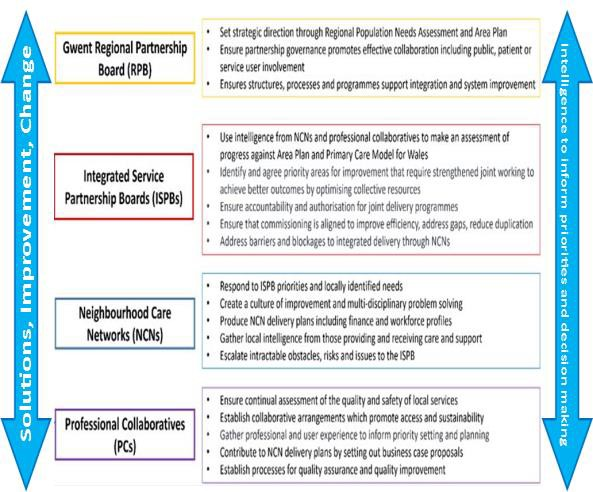 Solutions, Improvement, Change
Gwent Regional Partnership
Board (RPB)
• Set strategic direction through Regional Population Needs Assessment and Area Plan
• Ensure partnership governance promotes effective collaboration including public, patient or
service user involvement
• Ensures structures, processes and programmes support integration and system improvement
Integrated Service
Partnership Boards (ISPBs)
• Use intelligence from NCNs and professional collaboratives to make an assessment of
progress against Area Plan and Primary Care Model for Wales
• Identify and agree priority areas for improvement that require strengthened joint working to
achieve better outcomes by optimising collective resources
• Ensure accountability and authorisation for joint delivery programmes
• Ensure that commissioning is aligned to improve efficiency, address gaps, reduce duplication
• Address barriers and blockages to integrated delivery through NCNs
Neighbourhood Care
Networks (NCNs)
• Respond to ISPB priorities and locally identified needs
• Create a culture of improvement and multi-disciplinary problem solving
• Produce NCN delivery plans including finance and workforce profiles
• Gather local intelligence from those providing and receiving care and support
• Escalate intractable obstacles, risks and issues to the ISPB
Professional Collaboratives
(PCs)
• Ensure continual assessment of the quality and safety of local services
• Establish collaborative arrangements which promote access and sustainability
• Gather professional and user experience to inform priority setting and planning
• Contribute to NCN delivery plans by setting out business case proposals
• Establish processes for quality assurance and quality improvement
Intelligence to inform priorities and decision making